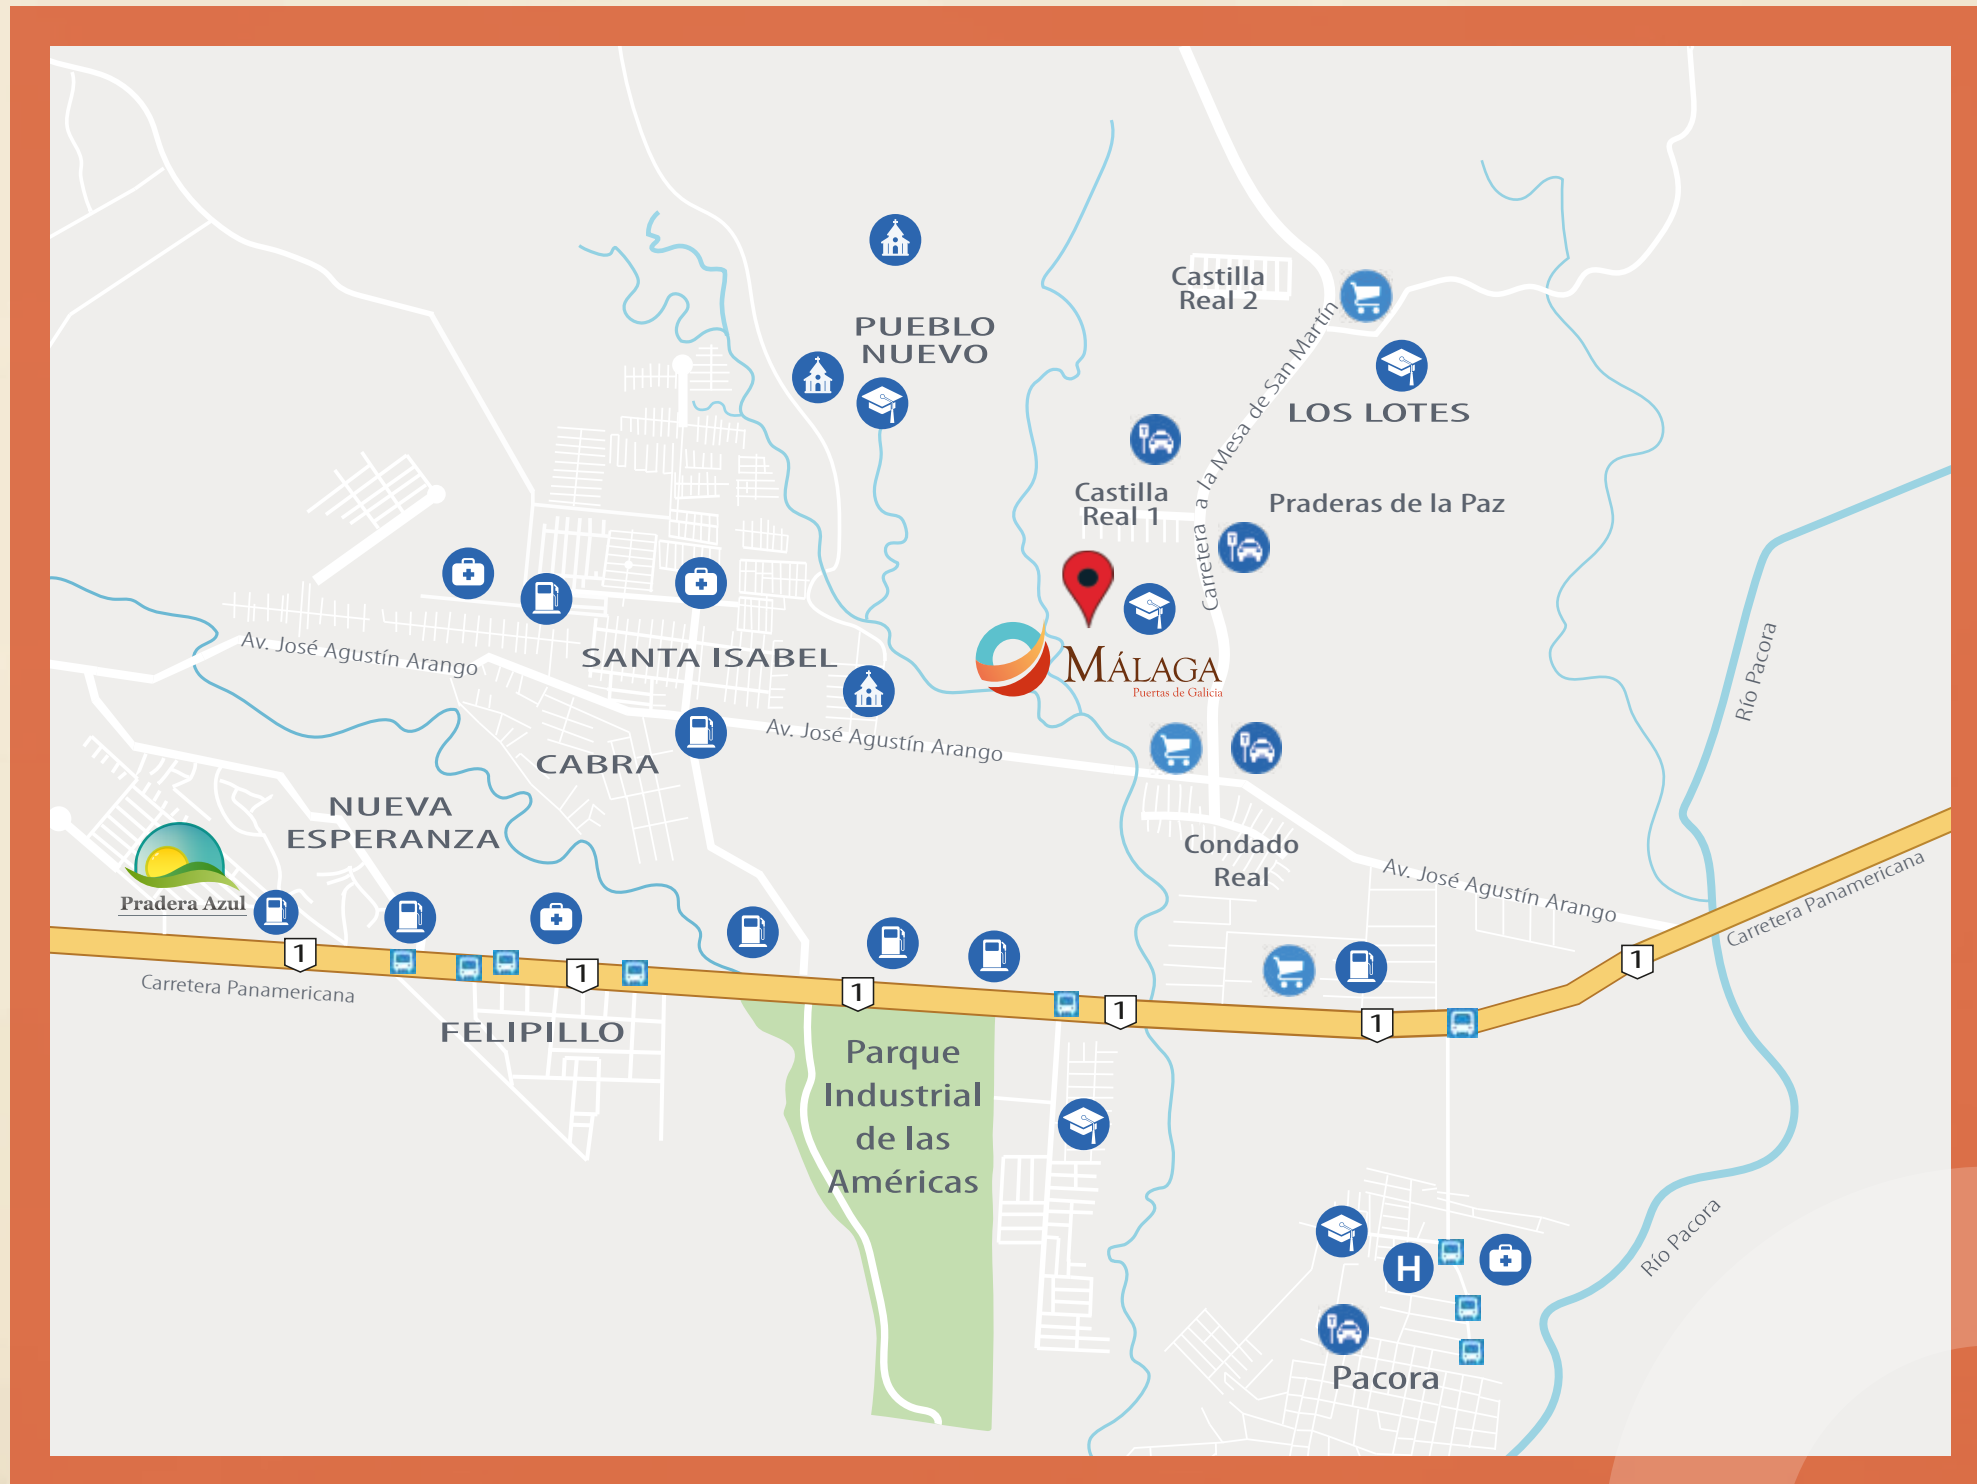 Castilla
Real 2
PUEBLO
NUEVO
Carretera a la Mesa de San Martín
LOS LOTES
Castilla
Real 1
Praderas de la Paz
Av. José Agustín Arango
SANTA ISABEL
MÁLAGA
Puertas de Galicia
Río Pacora
Av. José Agustín Arango
CABRA
NUEVA
ESPERANZA
Condado
Real
Av. José Agustín Arango
Pradera Azul
Carretera Panamericana
1
1
1
1
1
1
Carretera Panamericana
FELIPILLO
Parque
Industrial
de las
Américas
Río Pacora
H
Pacora
T
T
T
T